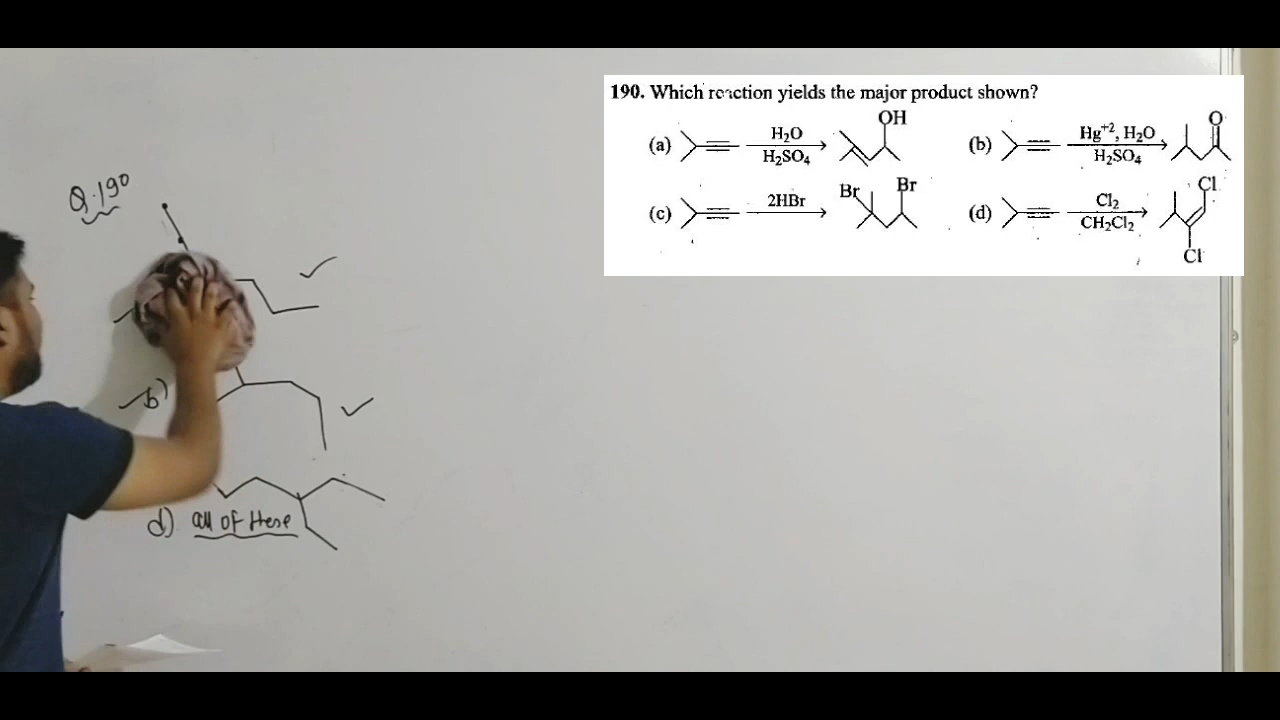 190. Which reaction yields the major product shown?
(a) H₂O H₂SO₄ OH
(b) Hg⁺², H₂O H₂SO₄ O
(c) 2HBr Br Br
(d) Cl₂ CH₂Cl₂ Cl Cl
Q.190
b)
d) all of these